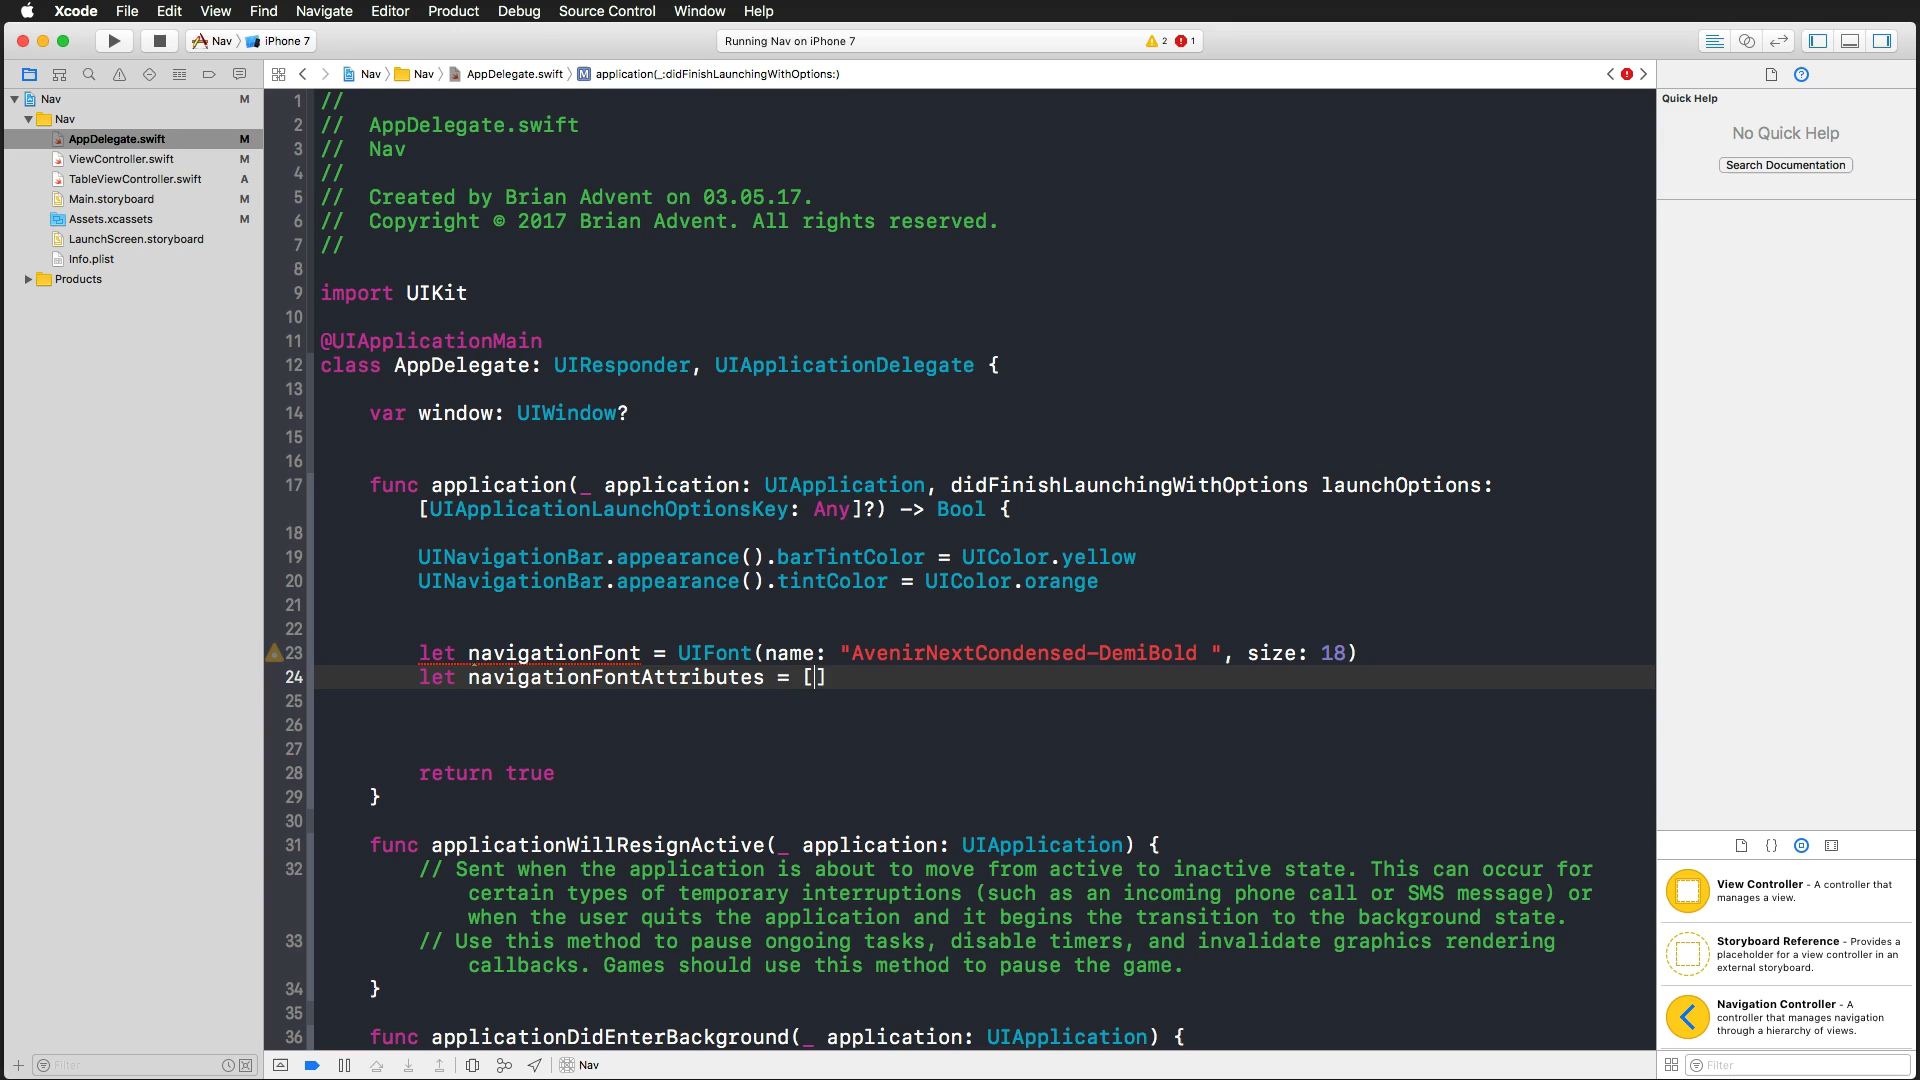 Xcode File Edit View Find Navigate Editor Product Debug Source Control Window Help
Nav iPhone 7
Running Nav on iPhone 7
2 1
Nav Nav AppDelegate.swift M application(_:didFinishLaunchingWithOptions:)
Nav M
Nav
AppDelegate.swift M
ViewController.swift M
TableViewController.swift A
Main.storyboard M
Assets.xcassets M
LaunchScreen.storyboard
Info.plist
Products
Filter
1 //
2 //  AppDelegate.swift
3 //  Nav
4 //
5 //  Created by Brian Advent on 03.05.17.
6 //  Copyright © 2017 Brian Advent. All rights reserved.
7 //
8
9 import UIKit
10
11 @UIApplicationMain
12 class AppDelegate: UIResponder, UIApplicationDelegate {
13
14     var window: UIWindow?
15
16
17     func application(_ application: UIApplication, didFinishLaunchingWithOptions launchOptions:
[UIApplicationLaunchOptionsKey: Any]?) -> Bool {
18
19         UINavigationBar.appearance().barTintColor = UIColor.yellow
20         UINavigationBar.appearance().tintColor = UIColor.orange
21
22
23         let navigationFont = UIFont(name: "AvenirNextCondensed-DemiBold ", size: 18)
24         let navigationFontAttributes = []
25
26
27
28         return true
29     }
30
31     func applicationWillResignActive(_ application: UIApplication) {
32         // Sent when the application is about to move from active to inactive state. This can occur for
certain types of temporary interruptions (such as an incoming phone call or SMS message) or
when the user quits the application and it begins the transition to the background state.
33         // Use this method to pause ongoing tasks, disable timers, and invalidate graphics rendering
callbacks. Games should use this method to pause the game.
34     }
35
36     func applicationDidEnterBackground(_ application: UIApplication) {
Nav
Quick Help
No Quick Help
Search Documentation
{}
View Controller - A controller that
manages a view.
Storyboard Reference - Provides a
placeholder for a view controller in an
external storyboard.
Navigation Controller - A
controller that manages navigation
through a hierarchy of views.
Filter